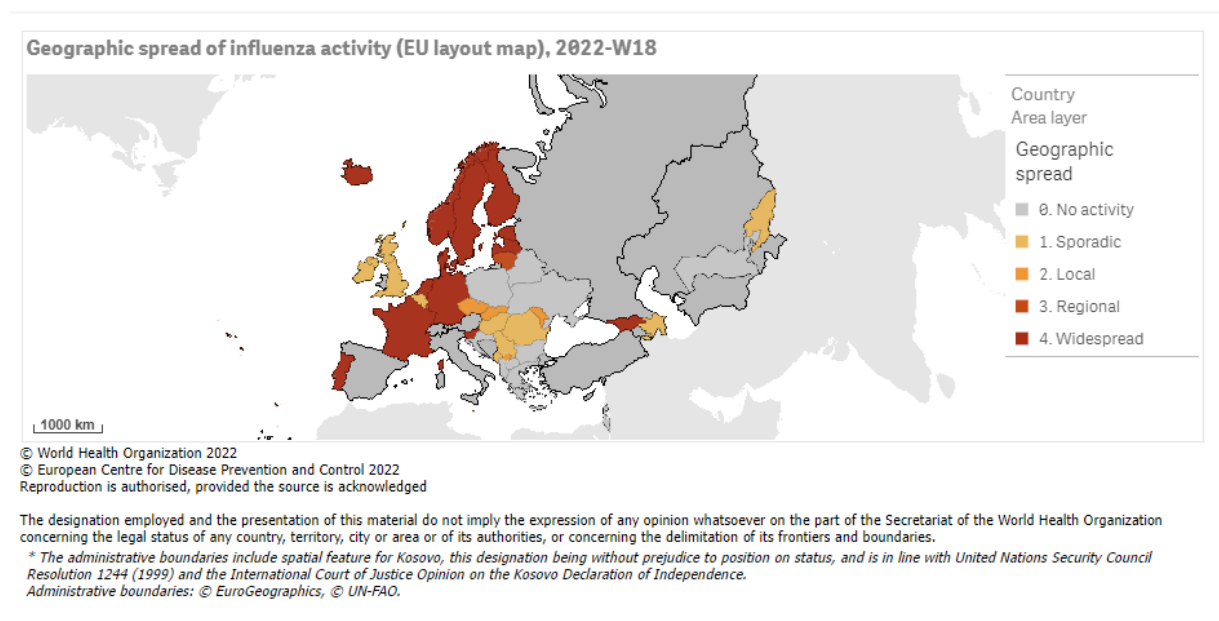 Geographic spread of influenza activity (EU layout map), 2022-W18
Country
Area layer
Geographic
spread
0. No activity
1. Sporadic
2. Local
3. Regional
4. Widespread
1000 km
© World Health Organization 2022
© European Centre for Disease Prevention and Control 2022
Reproduction is authorised, provided the source is acknowledged
The designation employed and the presentation of this material do not imply the expression of any opinion whatsoever on the part of the Secretariat of the World Health Organization
concerning the legal status of any country, territory, city or area or of its authorities, or concerning the delimitation of its frontiers and boundaries.
* The administrative boundaries include spatial feature for Kosovo, this designation being without prejudice to position on status, and is in line with United Nations Security Council
Resolution 1244 (1999) and the International Court of Justice Opinion on the Kosovo Declaration of Independence.
Administrative boundaries: © EuroGeographics, © UN-FAO.